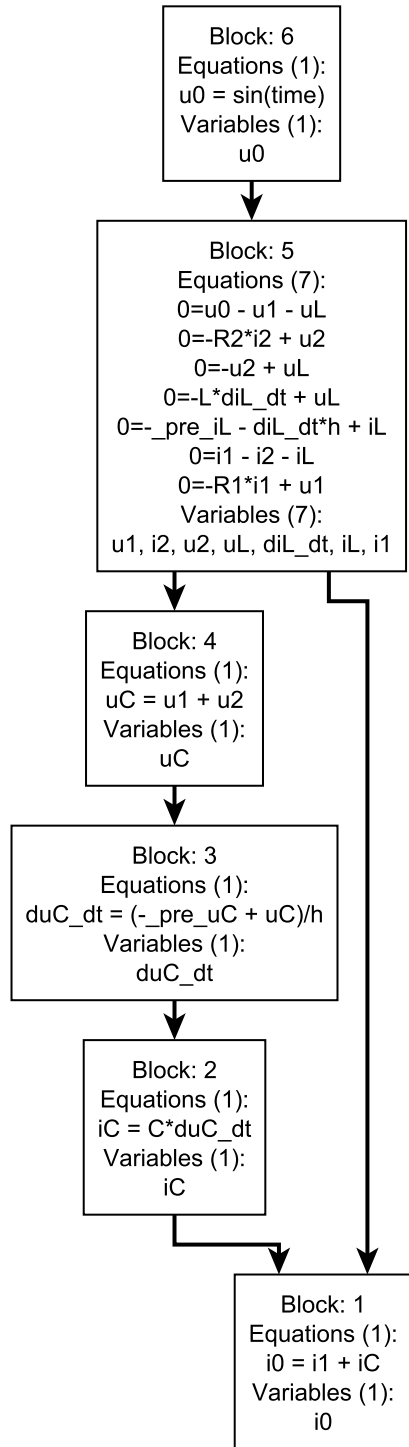 Block: 6
Equations (1):
u0 = sin(time)
Variables (1):
u0
Block: 5
Equations (7):
0=u0 - u1 - uL
0=-R2*i2 + u2
0=-u2 + uL
0=-L*diL_dt + uL
0=-_pre_iL - diL_dt*h + iL
0=i1 - i2 - iL
0=-R1*i1 + u1
Variables (7):
u1, i2, u2, uL, diL_dt, iL, i1
Block: 4
Equations (1):
uC = u1 + u2
Variables (1):
uC
Block: 3
Equations (1):
duC_dt = (-_pre_uC + uC)/h
Variables (1):
duC_dt
Block: 2
Equations (1):
iC = C*duC_dt
Variables (1):
iC
Block: 1
Equations (1):
i0 = i1 + iC
Variables (1):
i0